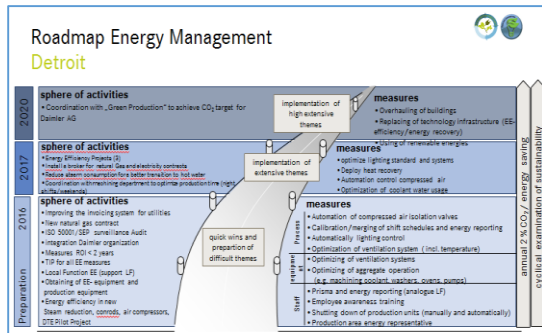 Roadmap Energy Management
Detroit
2020
sphere of activities
• Coordination with „Green Production" to achieve CO₂ target for
Daimler AG
implementation of
high extensive
themes
measures
• Overhauling of buildings
• Replacing of technology infrastructure (EE-
efficiency/energy recovery)
• Using of renewable energies
2017
sphere of activities
• Energy Efficiency Projects (3)
• Install a broker for natural Gas and electricity contracts
• Reduce steam consumption for a better transition to hot water
• Coordination with machining department to optimize production time (night
shifts/weekends)
implementation of
extensive themes
measures
• optimize lighting standard and systems
• Deploy heat recovery
• Automation control compressed air
• Optimization of coolant water usage
Preparation 2016
sphere of activities
• Improving the invoicing system for utilities
• New natural gas contract
• ISO 50001/SEP surveillance Audit
• Integration Daimler organization
• Measures ROI < 2 years
• TIP for all EE measures
• Local Function EE (support LF)
• Obtaining of EE- equipment and
production equipment
• Energy efficiency in new
Steam reduction, conrods, air compressors,
DTE Pilot Project
quick wins and
preparation of
difficult themes
measures
Process
• Automation of compressed air isolation valves
• Calibration/merging of shift schedules and energy reporting
• Automatically lighting control
• Optimization of ventilation system (incl. temperature)
equipme
nt
• Optimizing of ventilation systems
• Optimizing of aggregate operation
(e.g. machining coolant, washers, ovens, pumps)
Staff
• Prisma and energy reporting (analogue LF)
• Employee awareness training
• Shutting down of production units (manually and automatically)
• Production area energy representative
annual 2 % CO₂/ energy saving
cyclical examination of sustainability